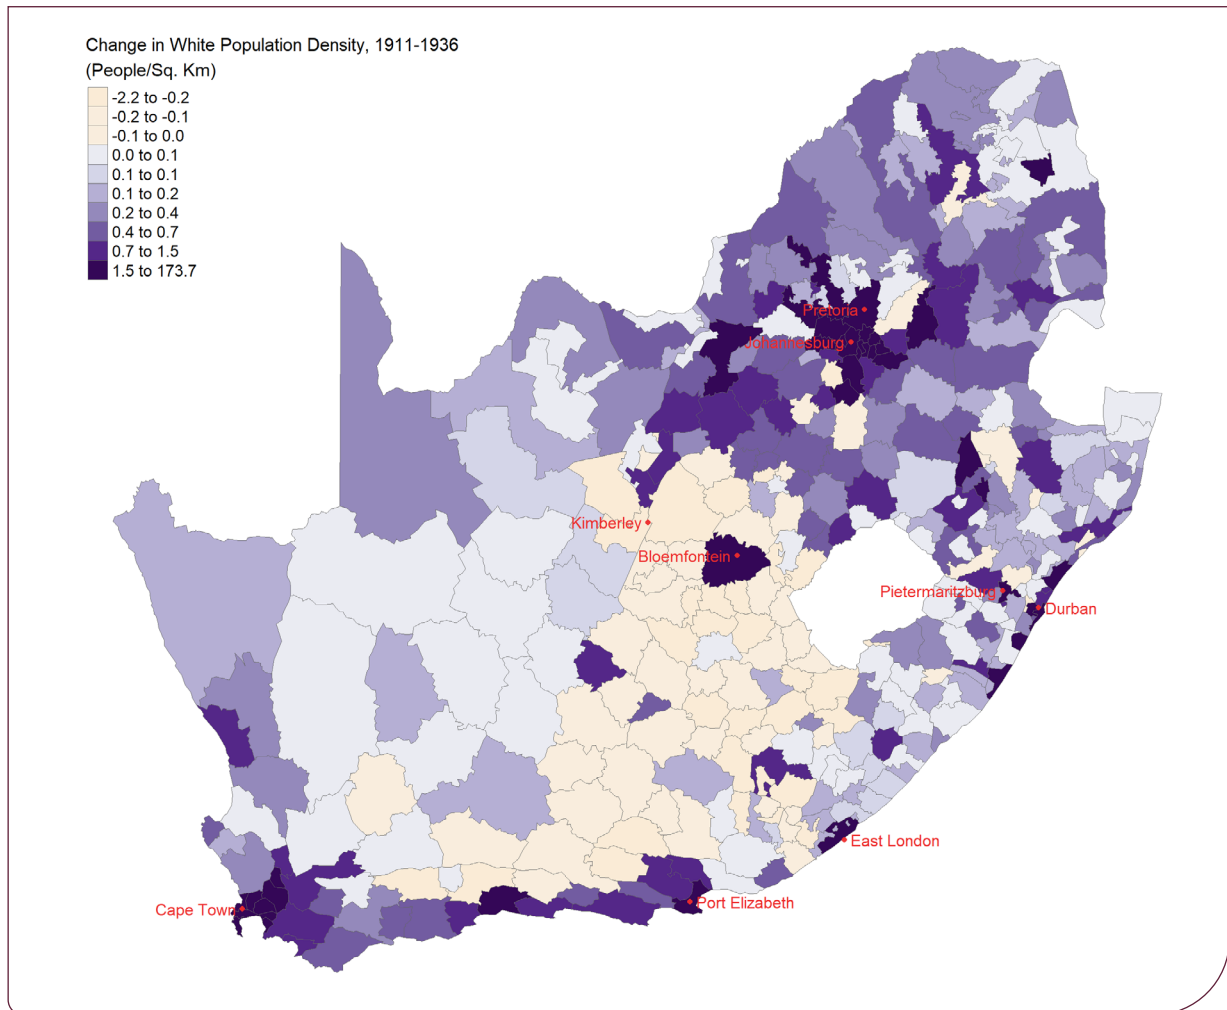 Change in White Population Density, 1911-1936
(People/Sq. Km)
-2.2 to -0.2
-0.2 to -0.1
-0.1 to 0.0
0.0 to 0.1
0.1 to 0.1
0.1 to 0.2
0.2 to 0.4
0.4 to 0.7
0.7 to 1.5
1.5 to 173.7
Pretoria
Johannesburg
Kimberley
Bloemfontein
Pietermaritzburg
Durban
East London
Cape Town
Port Elizabeth